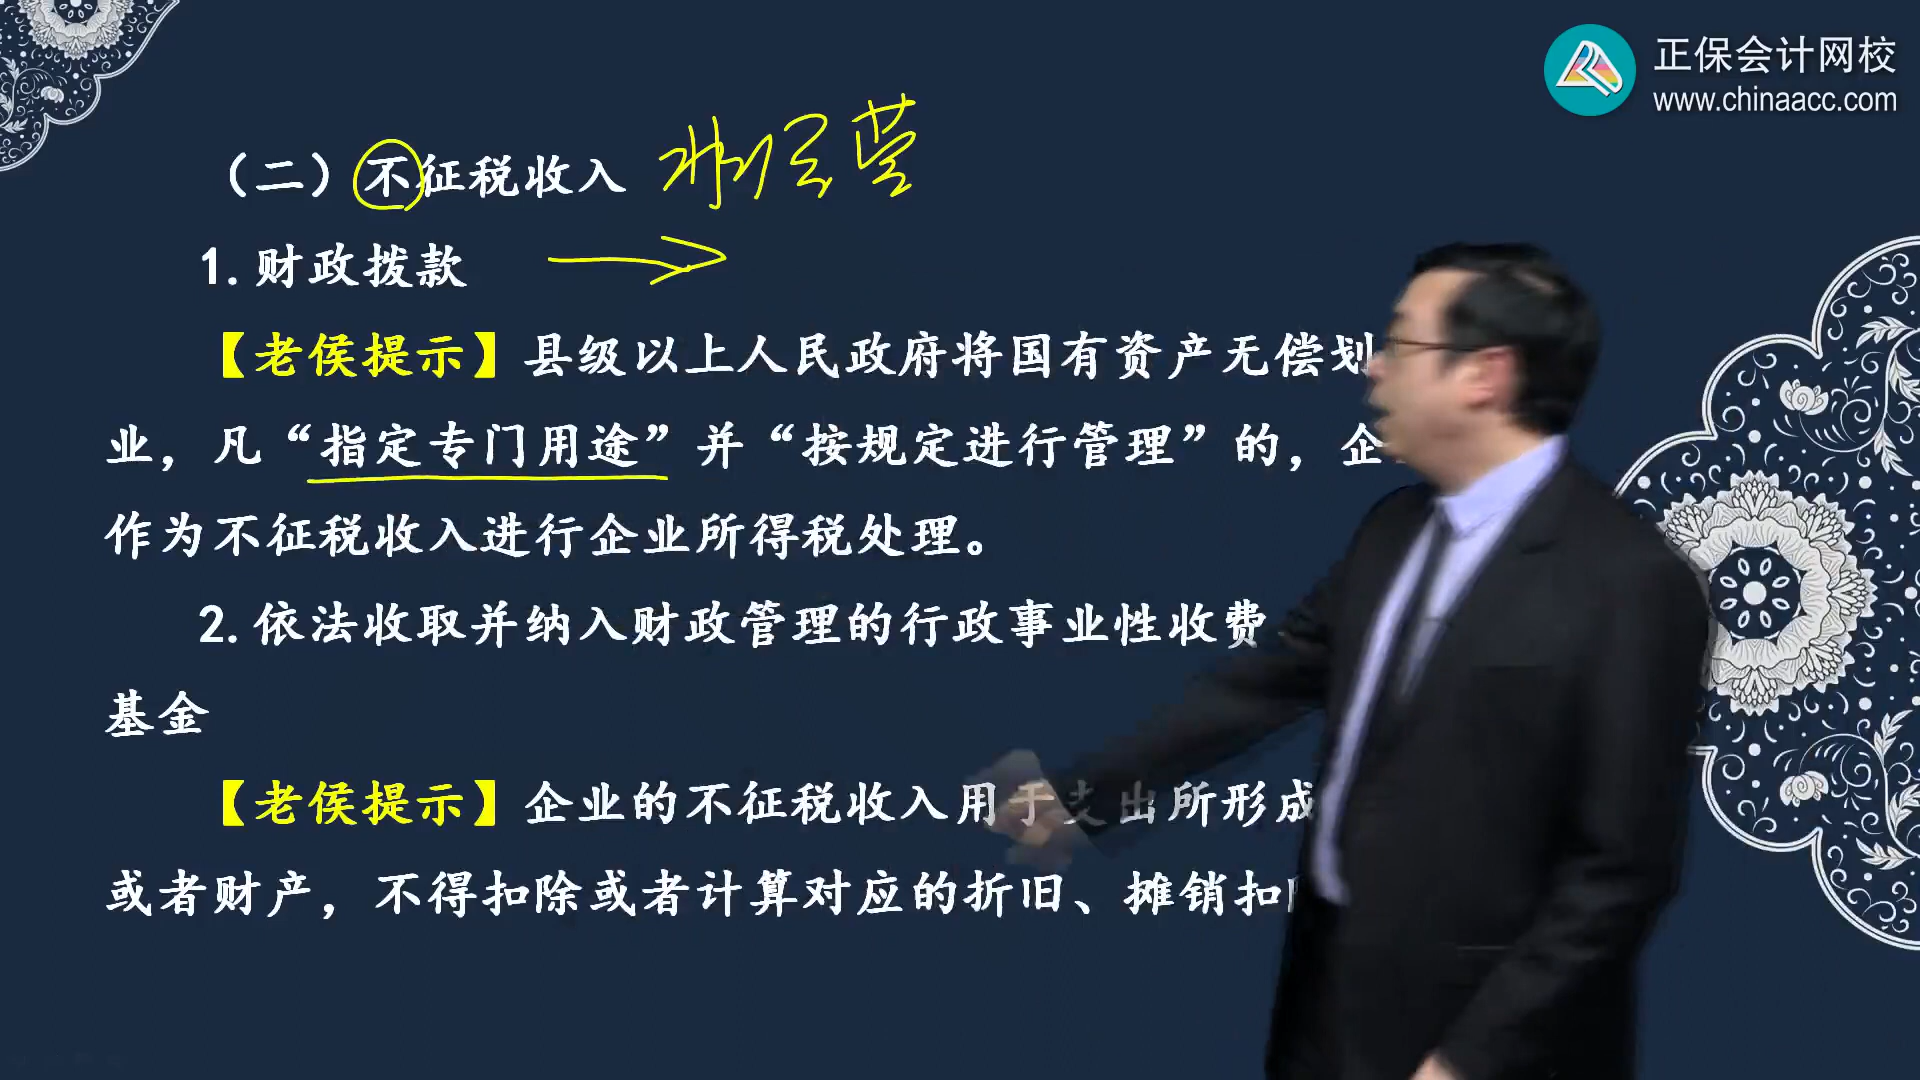 正保会计网校
www.chinaacc.com
（二）不征税收入 非经营
1.财政拨款
【老侯提示】县级以上人民政府将国有资产无偿划
业，凡“指定专门用途”并“按规定进行管理”的，企
作为不征税收入进行企业所得税处理。
2.依法收取并纳入财政管理的行政事业性收费
基金
【老侯提示】企业的不征税收入用于支出所形成
或者财产，不得扣除或者计算对应的折旧、摊销扣